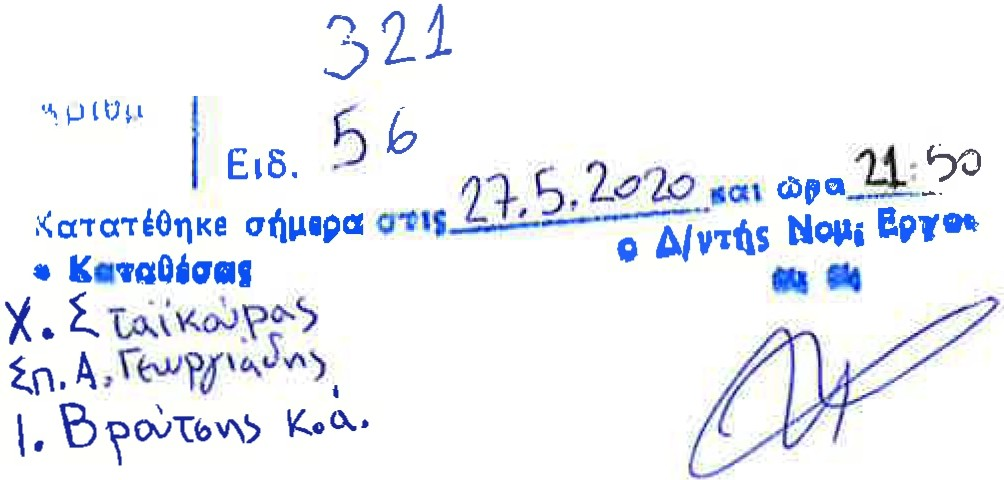 321
Ειδ. 56
Κατατέθηκε σήμερα στις 27.5.2020 και ώρα 21:50
ο Καταθέσας
ο Δ/ντής Νομ.
Χ. Σταϊκούρας
Σπ. Α. Γεωργιάδης
Ι. Βρούτσης κ.ά.